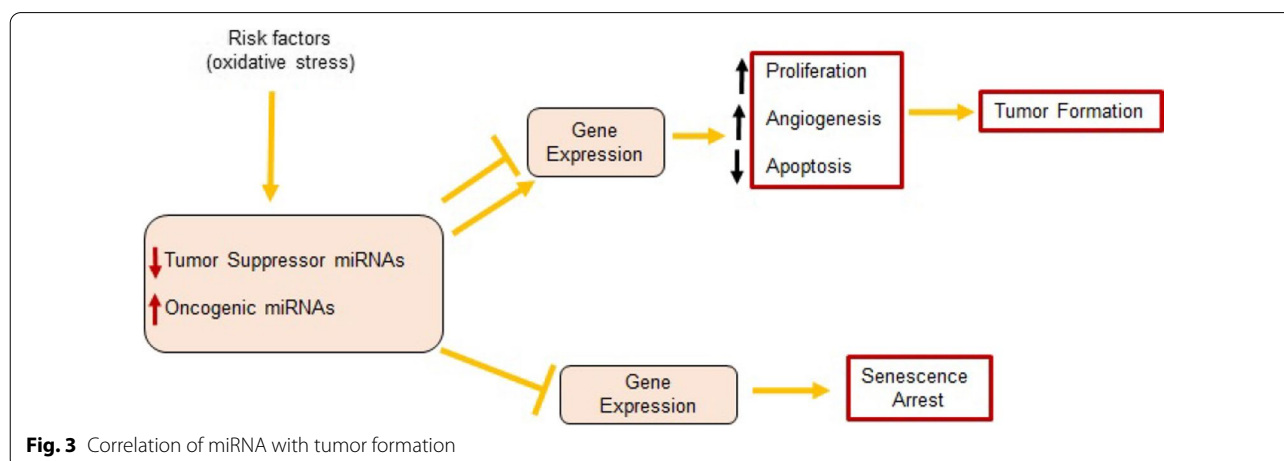 Risk factors
(oxidative stress)
Gene
Expression
Proliferation
Angiogenesis
Apoptosis
Tumor Formation
Tumor Suppressor miRNAs
Oncogenic miRNAs
Gene
Expression
Senescence
Arrest
Fig. 3 Correlation of miRNA with tumor formation